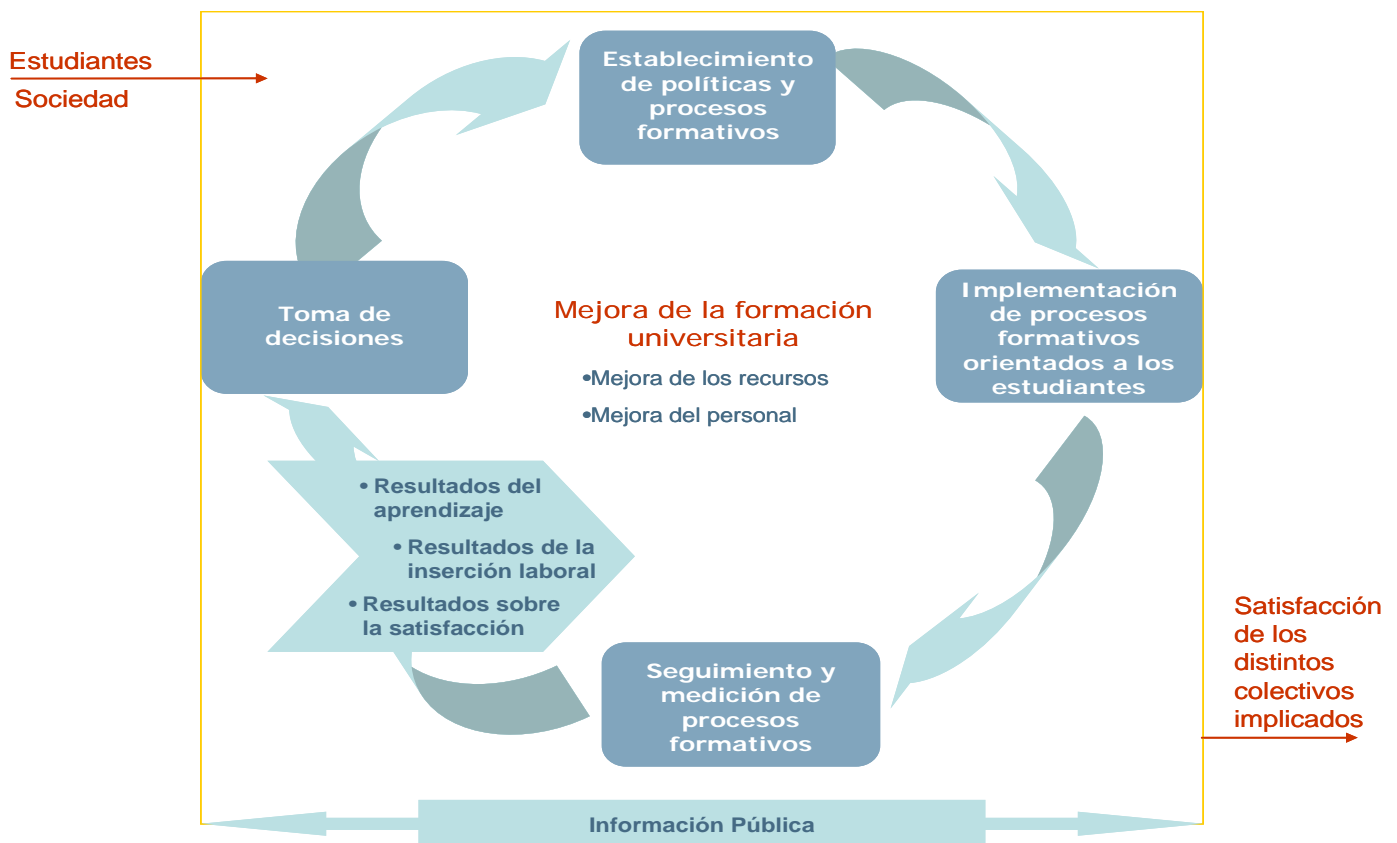 Estudiantes
Sociedad
Establecimiento
de políticas y
procesos
formativos
Toma de
decisiones
Mejora de la formación
universitaria
•Mejora de los recursos
•Mejora del personal
Implementación
de procesos
formativos
orientados a los
estudiantes
• Resultados del
aprendizaje
• Resultados de la
inserción laboral
• Resultados sobre
la satisfacción
Seguimiento y
medición de
procesos
formativos
Satisfacción
de los
distintos
colectivos
implicados
Información Pública